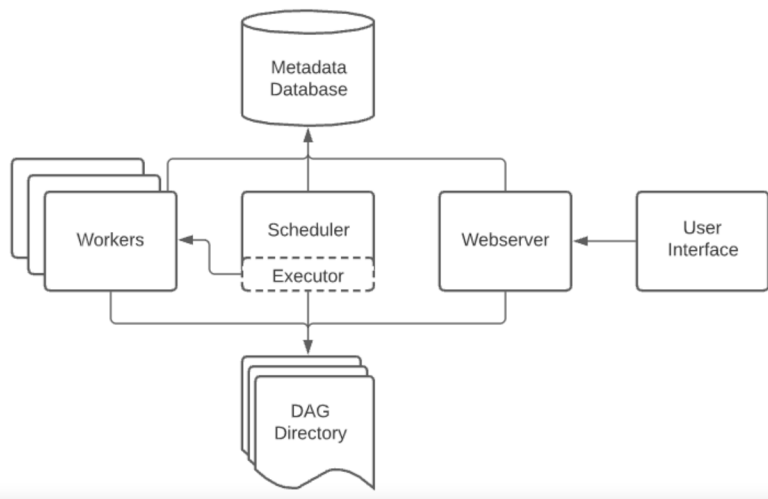 Metadata
Database
Workers
Scheduler
Executor
Webserver
User
Interface
DAG
Directory